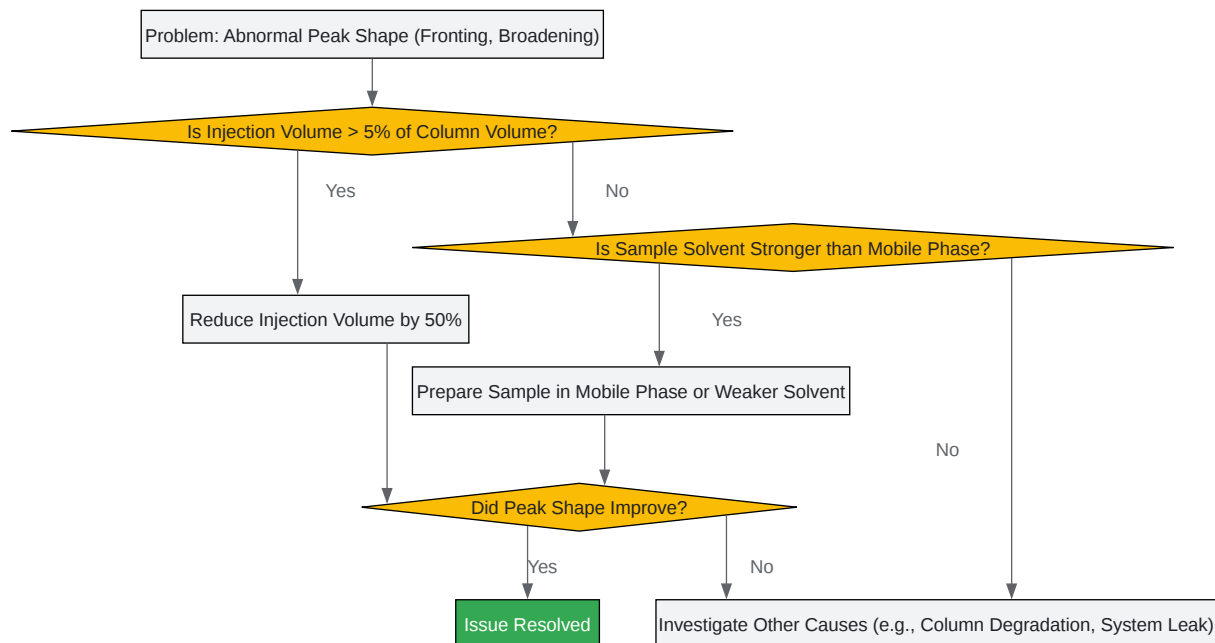 Problem: Abnormal Peak Shape (Fronting, Broadening)
Is Injection Volume > 5% of Column Volume?
Yes
No
Is Sample Solvent Stronger than Mobile Phase?
Reduce Injection Volume by 50%
Yes
Prepare Sample in Mobile Phase or Weaker Solvent
No
Did Peak Shape Improve?
Yes
No
Issue Resolved
Investigate Other Causes (e.g., Column Degradation, System Leak)